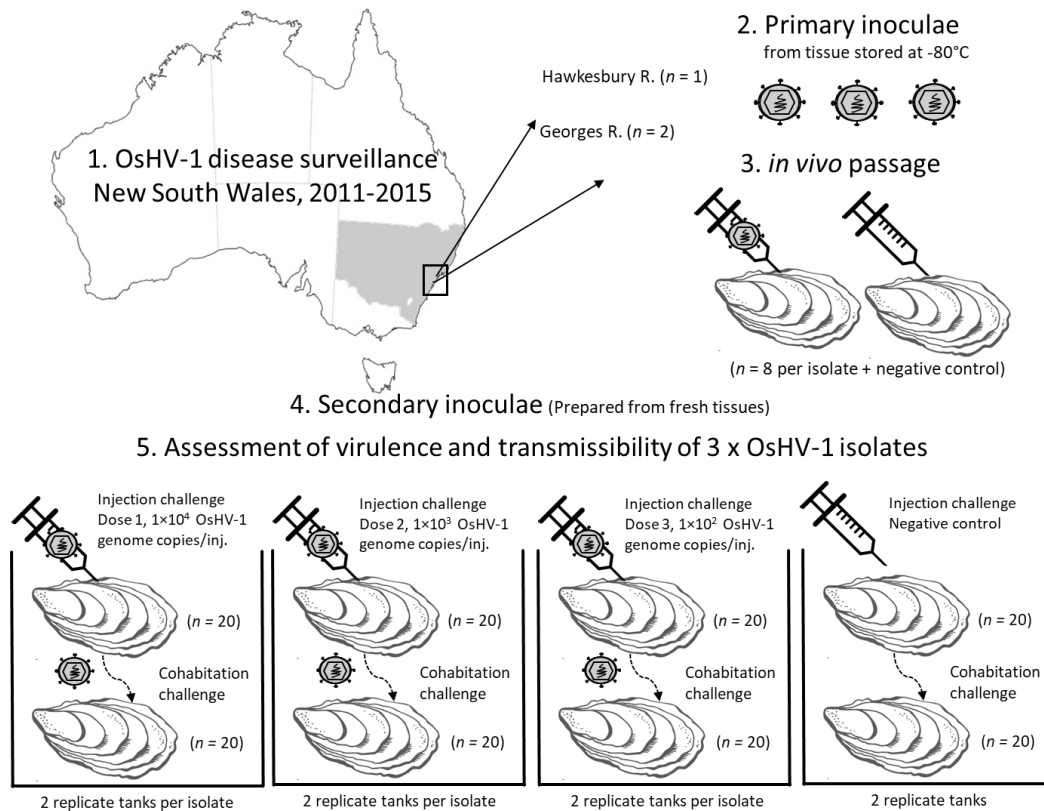 1. OsHV-1 disease surveillance
New South Wales, 2011-2015
Hawkesbury R. (n = 1)
Georges R. (n = 2)
2. Primary inoculae
from tissue stored at -80°C
3. in vivo passage
(n = 8 per isolate + negative control)
4. Secondary inoculae (Prepared from fresh tissues)
5. Assessment of virulence and transmissibility of 3 x OsHV-1 isolates
Injection challenge
Dose 1, 1×10⁴ OsHV-1
genome copies/inj.
(n = 20)
Cohabitation
challenge
(n = 20)
2 replicate tanks per isolate
Injection challenge
Dose 2, 1×10³ OsHV-1
genome copies/inj.
(n = 20)
Cohabitation
challenge
(n = 20)
2 replicate tanks per isolate
Injection challenge
Dose 3, 1×10² OsHV-1
genome copies/inj.
(n = 20)
Cohabitation
challenge
(n = 20)
2 replicate tanks per isolate
Injection challenge
Negative control
(n = 20)
Cohabitation
challenge
(n = 20)
2 replicate tanks